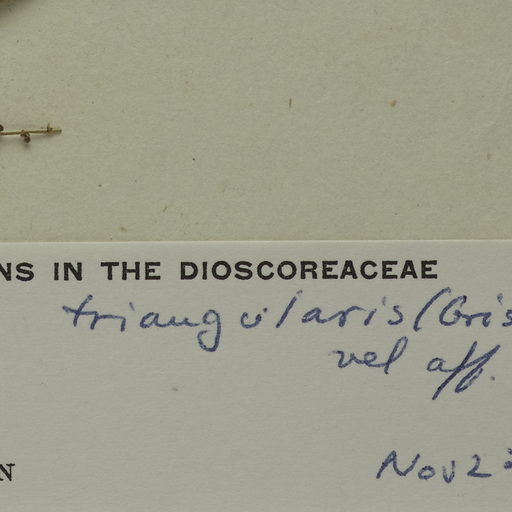 NS IN THE DIOSCOREACEAE
triangularis (Gris
vel aff.
N
Nov 2